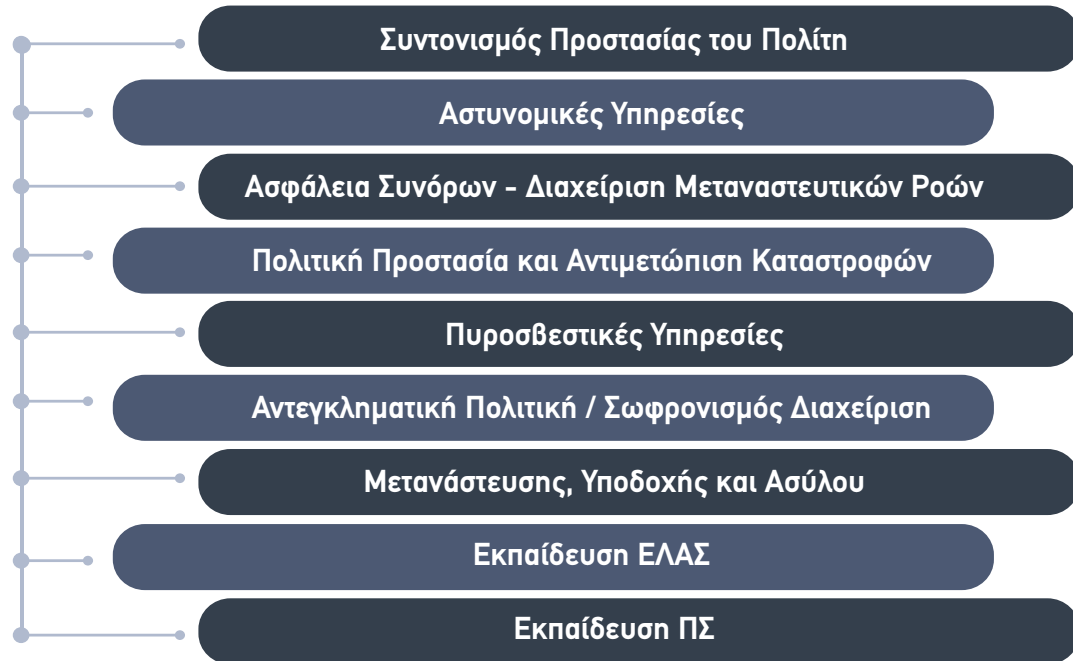 Συντονισμός Προστασίας του Πολίτη
Αστυνομικές Υπηρεσίες
Ασφάλεια Συνόρων - Διαχείριση Μεταναστευτικών Ροών
Πολιτική Προστασία και Αντιμετώπιση Καταστροφών
Πυροσβεστικές Υπηρεσίες
Αντεγκληματική Πολιτική / Σωφρονισμός Διαχείριση
Μετανάστευσης, Υποδοχής και Ασύλου
Εκπαίδευση ΕΛΑΣ
Εκπαίδευση ΠΣ